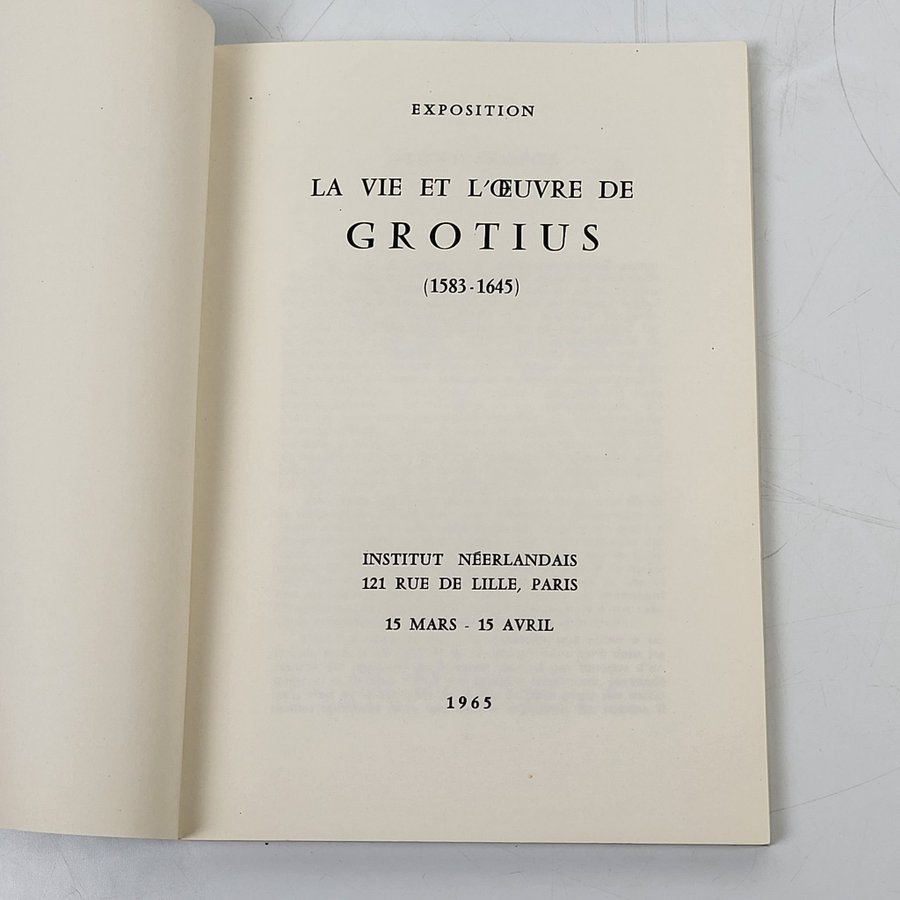 EXPOSITION
LA VIE ET L'ŒUVRE DE
GROTIUS
(1583-1645)
INSTITUT NÉERLANDAIS
121 RUE DE LILLE, PARIS
15 MARS - 15 AVRIL
1965